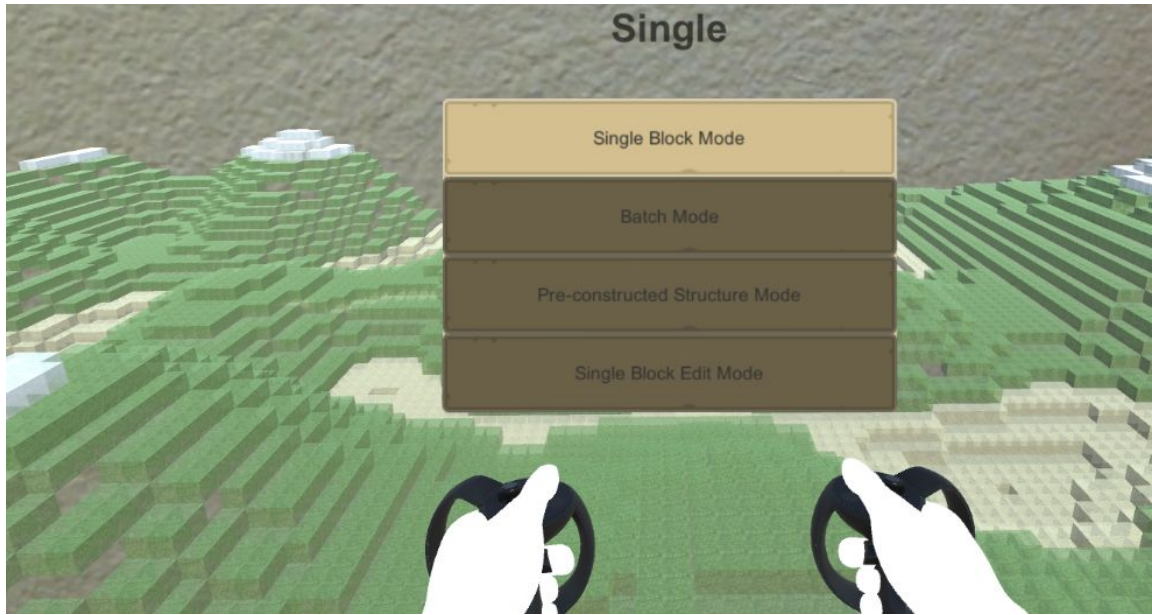 Single
Single Block Mode
Batch Mode
Pre-constructed Structure Mode
Single Block Edit Mode